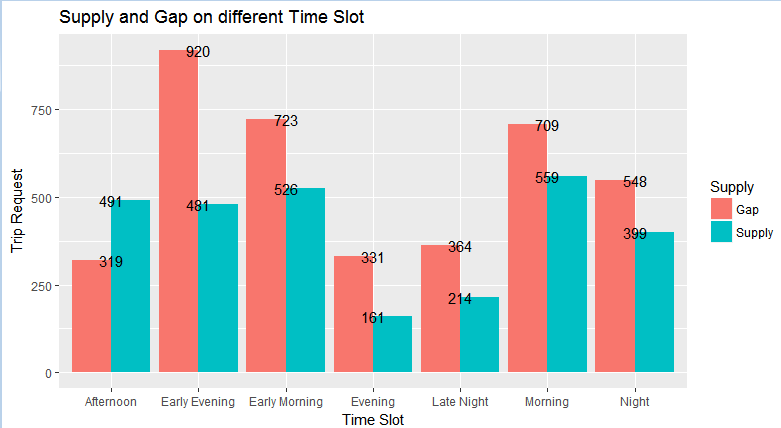 Supply and Gap on different Time Slot
Trip Request
750
500
250
0
491
319
920
481
723
526
331
161
364
214
709
559
548
399
Afternoon
Early Evening
Early Morning
Evening
Late Night
Morning
Night
Time Slot
Supply
Gap
Supply